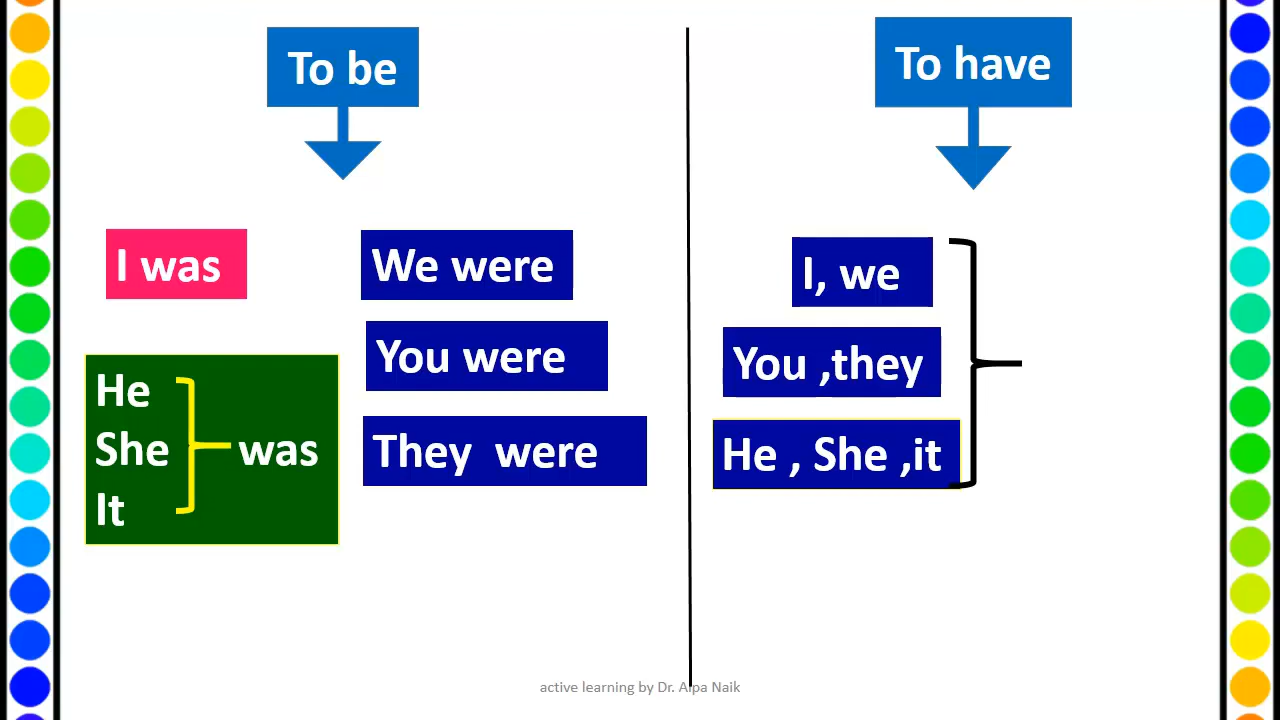 To be
I was
We were
You were
They were
He
She
It
was
To have
I, we
You ,they
He , She ,it
active learning by Dr. Alpa Naik